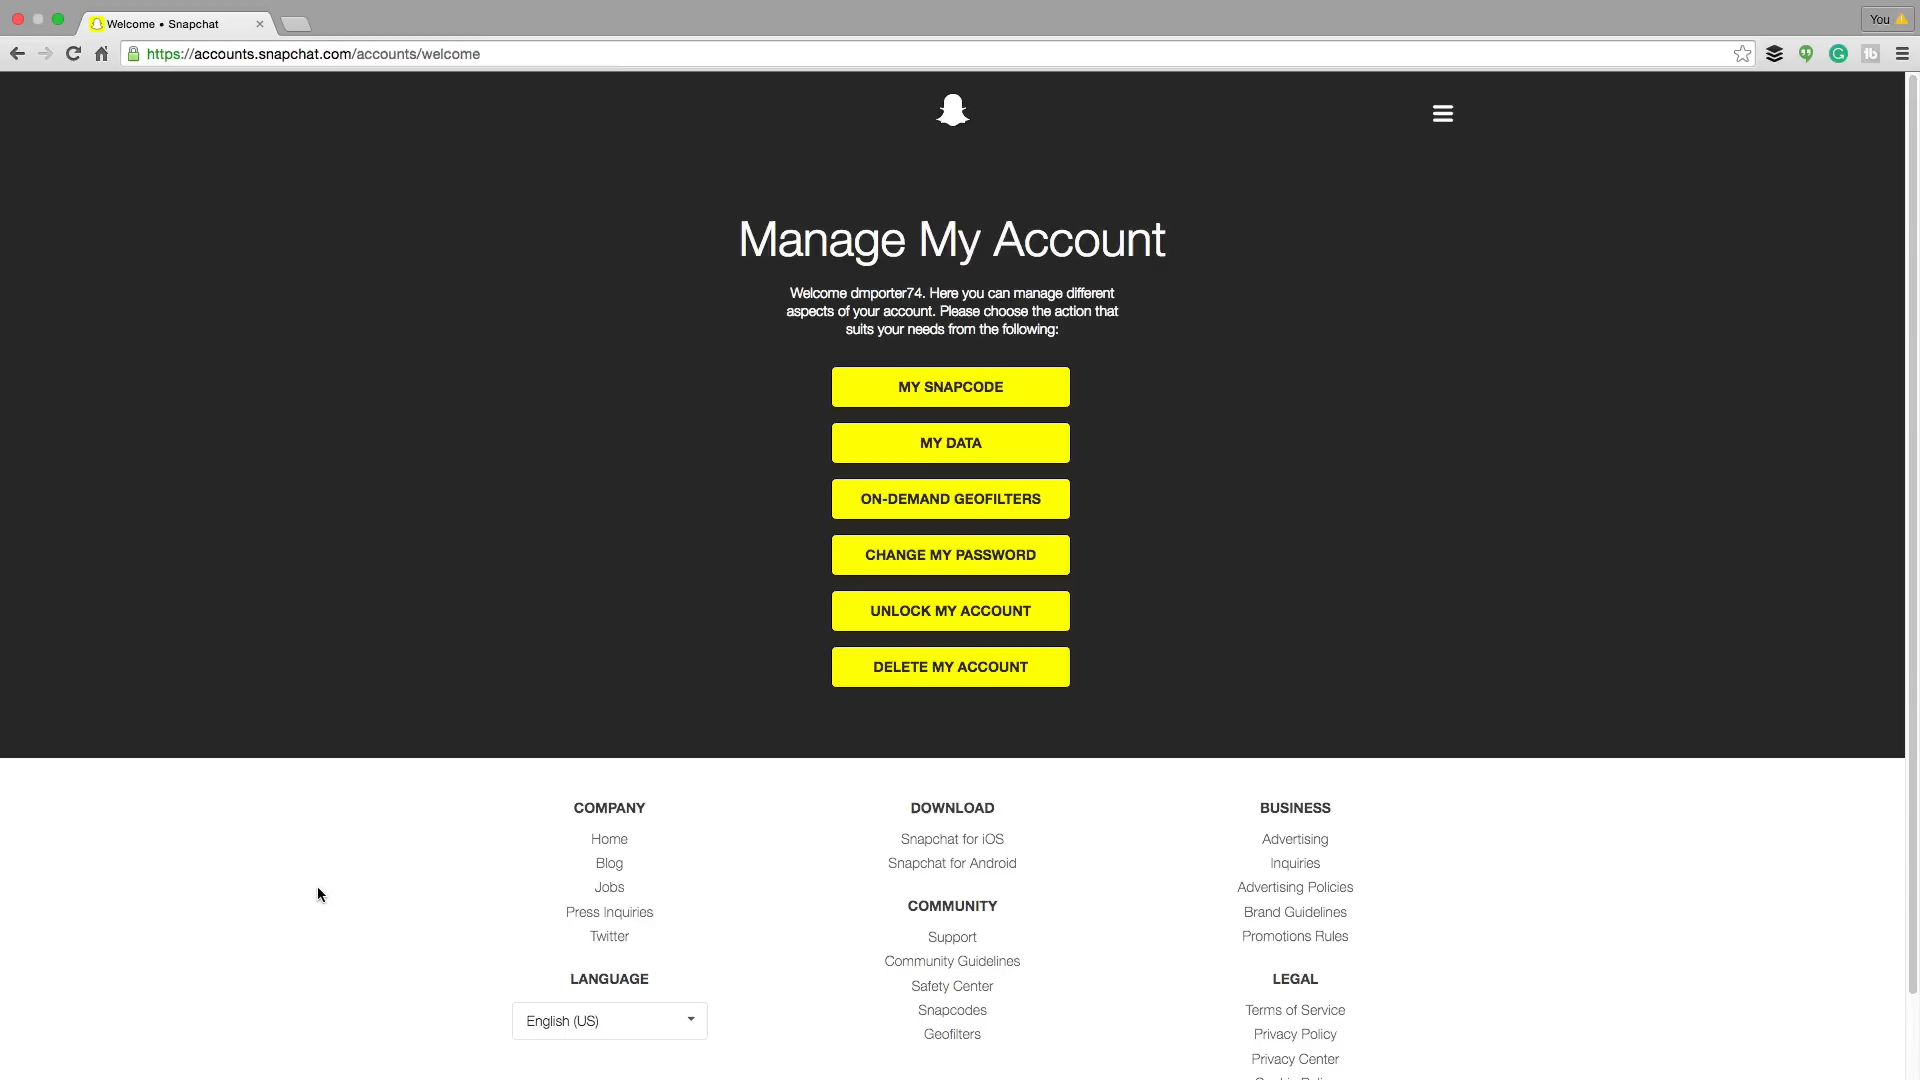 Welcome • Snapchat
You
https://accounts.snapchat.com/accounts/welcome
Manage My Account
Welcome dmporter74. Here you can manage different
aspects of your account. Please choose the action that
suits your needs from the following:
MY SNAPCODE
MY DATA
ON-DEMAND GEOFILTERS
CHANGE MY PASSWORD
UNLOCK MY ACCOUNT
DELETE MY ACCOUNT
COMPANY
Home
Blog
Jobs
Press Inquiries
Twitter
LANGUAGE
English (US)
DOWNLOAD
Snapchat for iOS
Snapchat for Android
COMMUNITY
Support
Community Guidelines
Safety Center
Snapcodes
Geofilters
BUSINESS
Advertising
Inquiries
Advertising Policies
Brand Guidelines
Promotions Rules
LEGAL
Terms of Service
Privacy Policy
Privacy Center